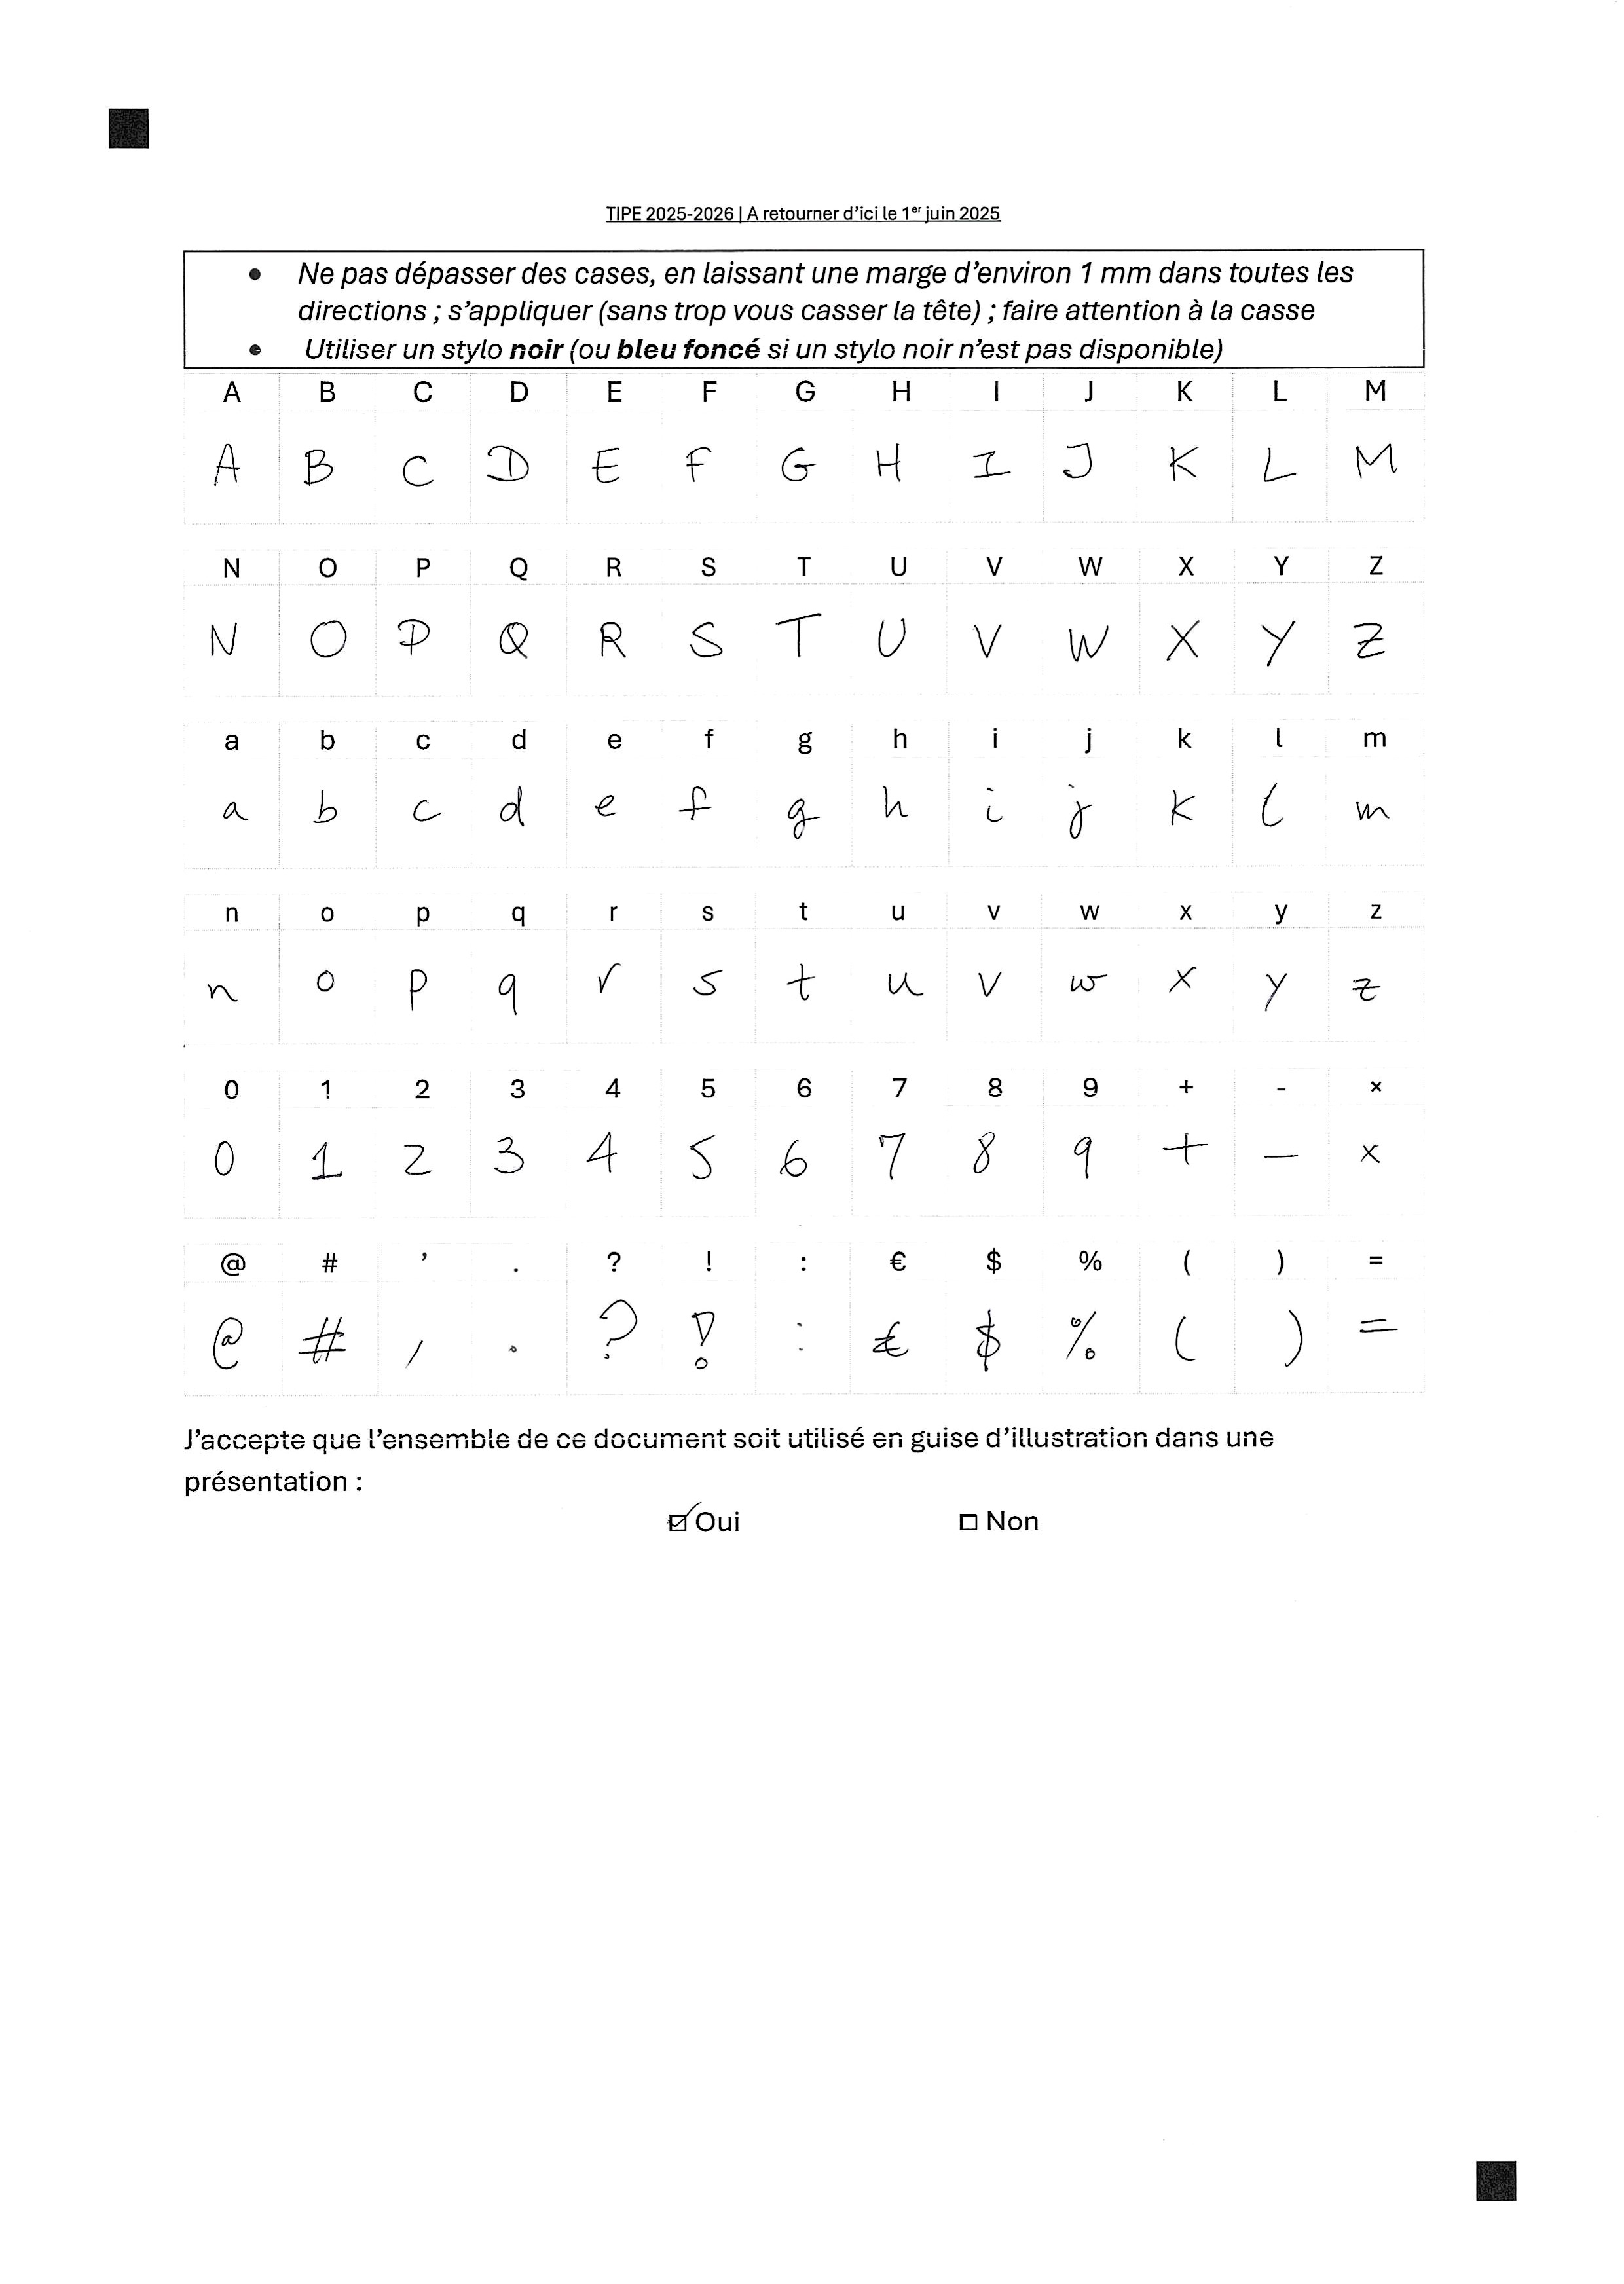 TIPE 2025-2026 | A retourner d'ici le 1er juin 2025
• Ne pas dépasser des cases, en laissant une marge d'environ 1 mm dans toutes les
directions ; s'appliquer (sans trop vous casser la tête) ; faire attention à la casse
• Utiliser un stylo noir (ou bleu foncé si un stylo noir n'est pas disponible)
A B C D E F G H I J K L M
A B C D E F G H I J K L M
N O P Q R S T U V W X Y Z
N O P Q R S T U V W X Y Z
a b c d e f g h i j k l m
a b c d e f g h i j k l m
n o p q r s t u v w x y z
n o p q r s t u v w x y z
0 1 2 3 4 5 6 7 8 9 + - ×
0 1 2 3 4 5 6 7 8 9 + - ×
@ # ’ . ? ! : € $ % ( ) =
@ # , . ? ! : € $ % ( ) =
J'accepte que l'ensemble de ce document soit utilisé en guise d'illustration dans une
présentation :
☑ Oui ☐ Non